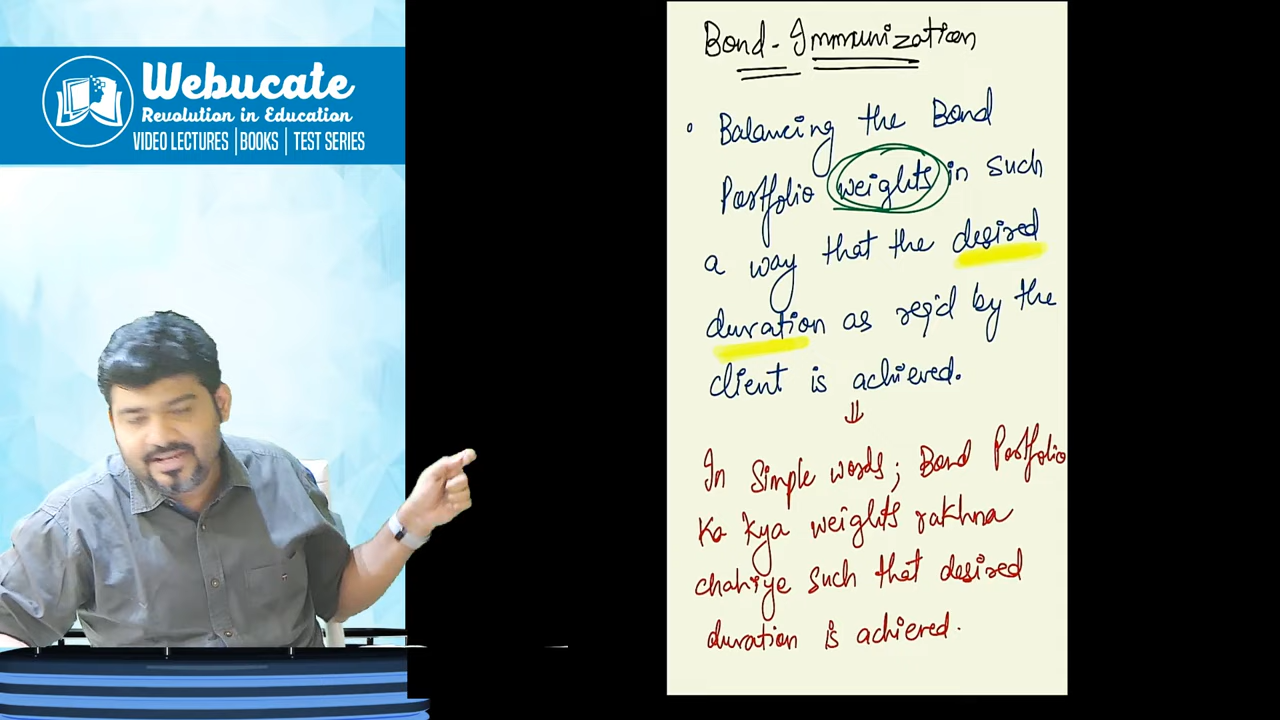 Webucate
Revolution in Education
VIDEO LECTURES | BOOKS | TEST SERIES
Bond - Immunization
Balancing the Bond
Portfolio weights in such
a way that the desired
duration as req'd by the
client is achieved.
In Simple words; Bond Portfolio
Ka Kya weights rakhna
chahiye such that desired
duration is achieved.